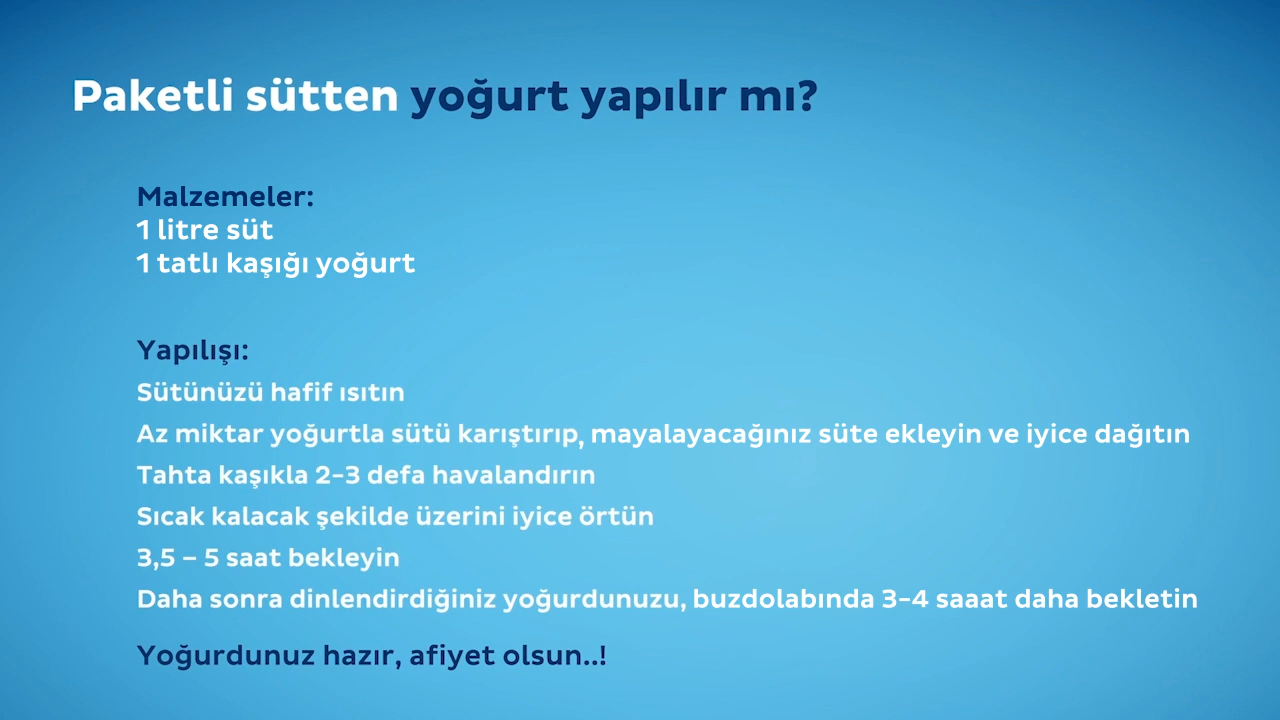 Paketli sütten yoğurt yapılır mı?
Malzemeler:
1 litre süt
1 tatlı kaşığı yoğurt
Yapılışı:
Sütünüzü hafif ısıtın
Az miktar yoğurtla sütü karıştırıp, mayalayacağınız süte ekleyin ve iyice dağıtın
Tahta kaşıkla 2-3 defa havalandırın
Sıcak kalacak şekilde üzerini iyice örtün
3,5 – 5 saat bekleyin
Daha sonra dinlendirdiğiniz yoğurdunuzu, buzdolabında 3-4 saaat daha bekletin
Yoğurdunuz hazır, afiyet olsun..!